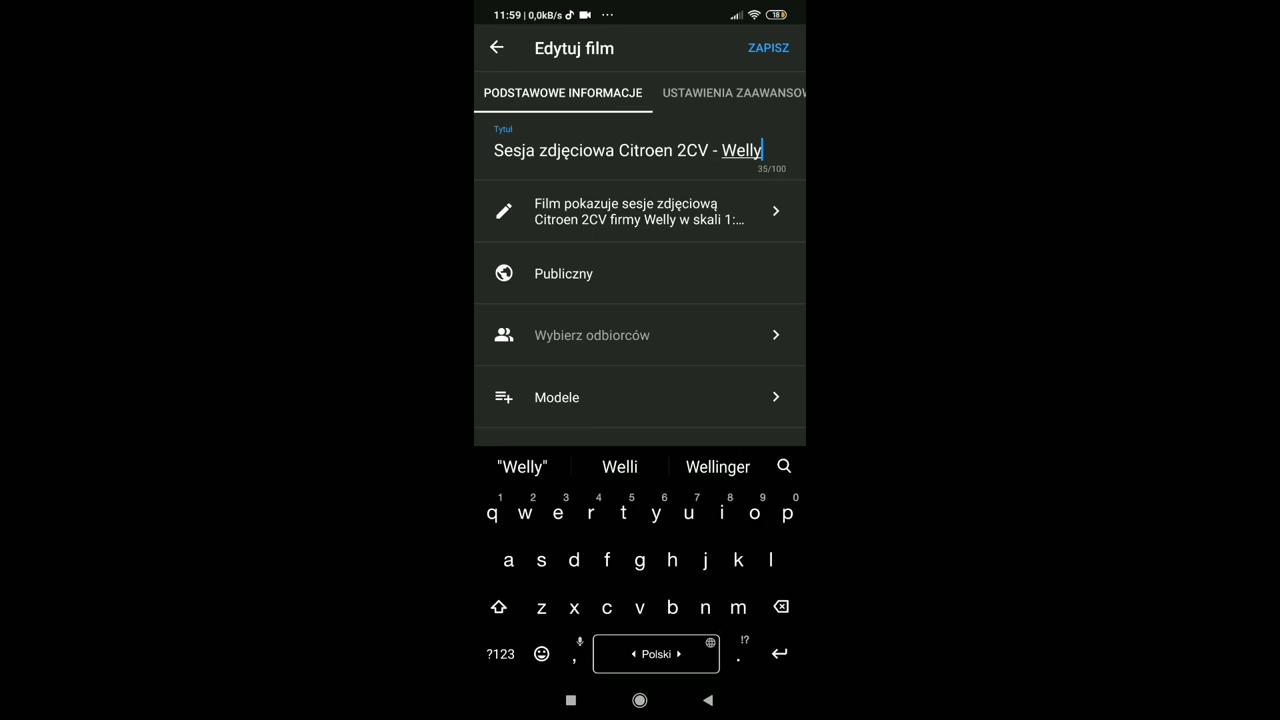 11:59 | 0,0kB/s ... 18
Edytuj film ZAPISZ
PODSTAWOWE INFORMACJE USTAWIENIA ZAAWANSOW
Tytuł
Sesja zdjęciowa Citroen 2CV - Welly
35/100
Film pokazuje sesje zdjęciową
Citroen 2CV firmy Welly w skali 1:...
Publiczny
Wybierz odbiorców
Modele
"Welly" Welli Wellinger
1 2 3 4 5 6 7 8 9 0
q w e r t y u i o p
a s d f g h j k l
z x c v b n m
!?
?123 , Polski .